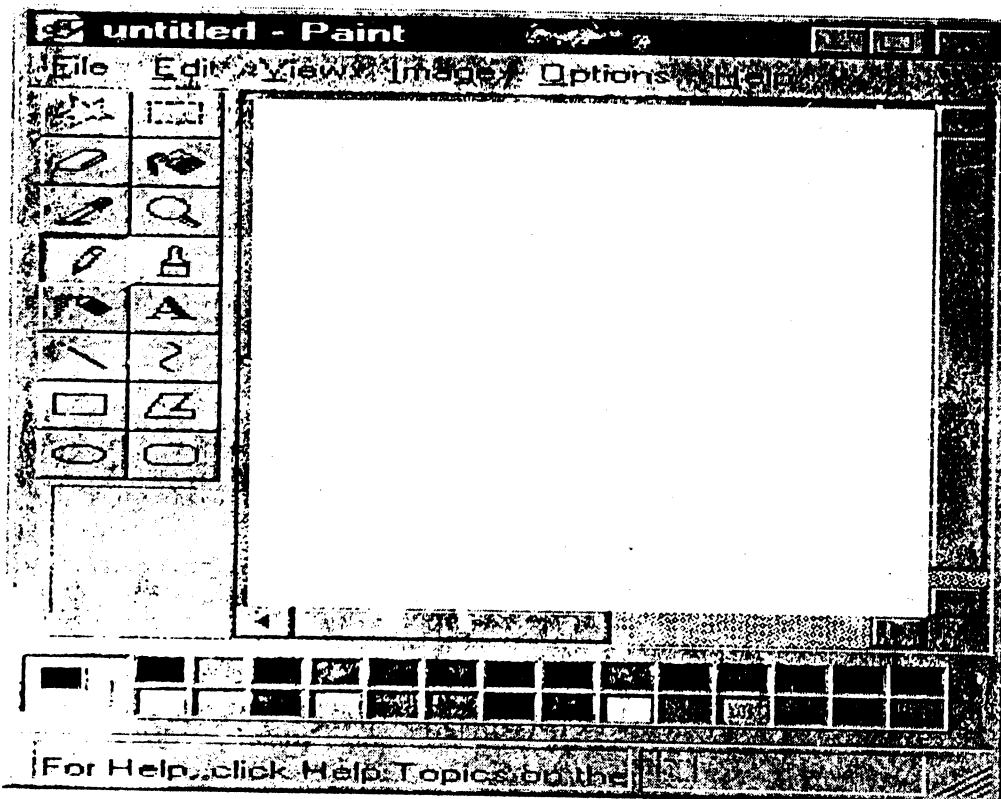 untitled - Paint
File Edit View Image Options Help
A
For Help, click Help Topics on the